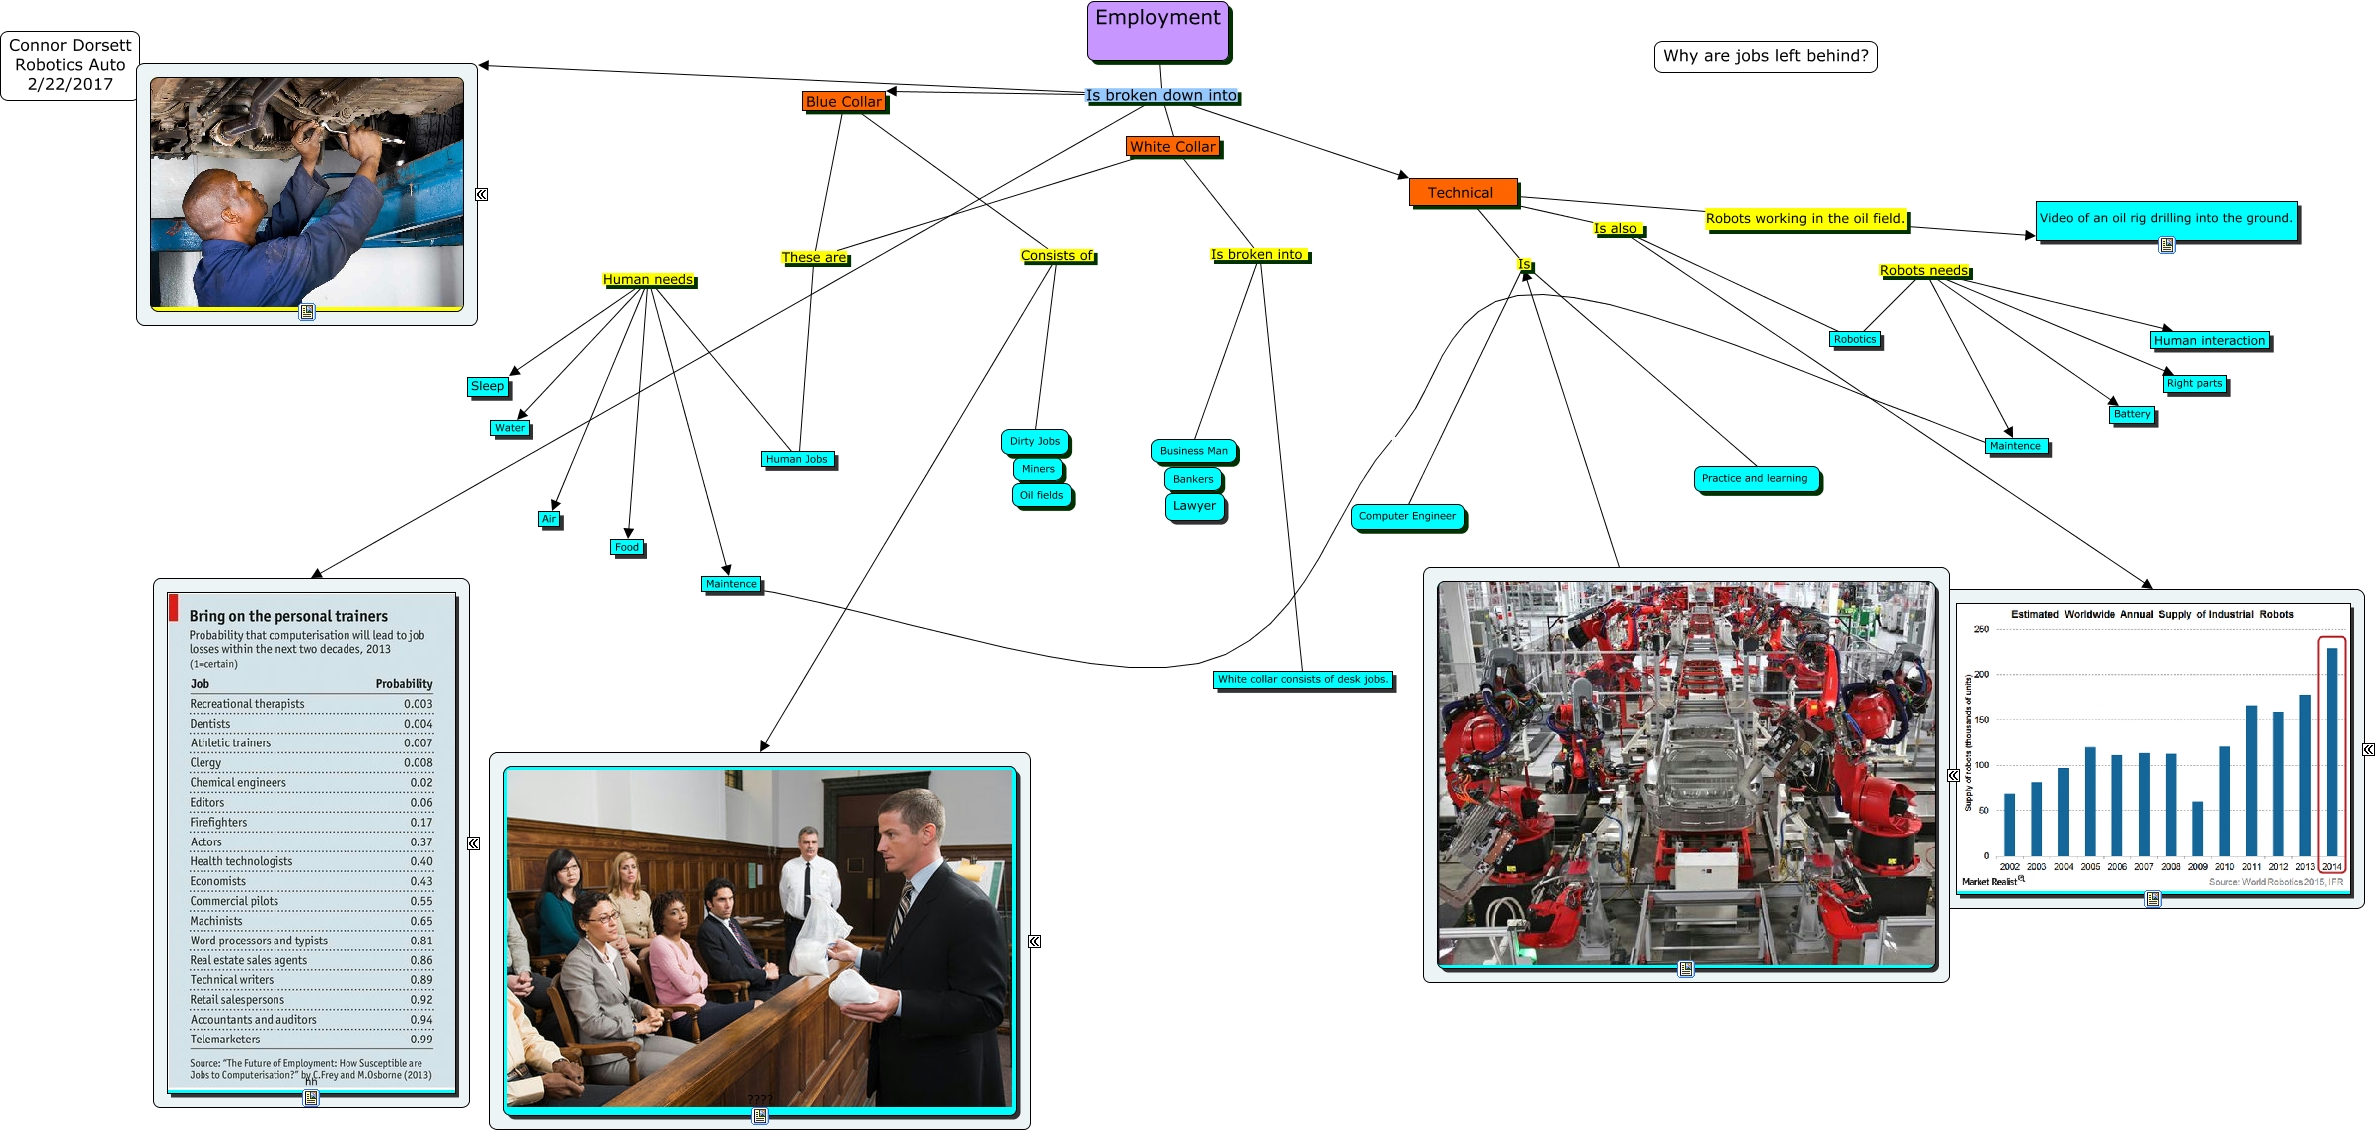 Employment
Connor Dorsett
Robotics Auto
2/22/2017
Why are jobs left behind?
Is broken down into
Blue Collar
White Collar
Technical
Robots working in the oil field.
Video of an oil rig drilling into the ground.
Is also
These are
Consists of
Is broken into
Is
Robots needs
Human needs
Robotics
Human interaction
Right parts
Battery
Maintence
Sleep
Water
Human Jobs
Air
Food
Maintence
Dirty Jobs
Miners
Oil fields
Business Man
Bankers
Lawyer
Computer Engineer
Practice and learning
White collar consists of desk jobs.
Bring on the personal trainers
Probability that computerisation will lead to job
losses within the next two decades, 2013
(1=certain)
Job Probability
Recreational therapists 0.003
Dentists 0.004
Athletic trainers 0.007
Clergy 0.008
Chemical engineers 0.02
Editors 0.06
Firefighters 0.17
Actors 0.37
Health technologists 0.40
Economists 0.43
Commercial pilots 0.55
Machinists 0.65
Word processors and typists 0.81
Real estate sales agents 0.86
Technical writers 0.89
Retail salespersons 0.92
Accountants and auditors 0.94
Telemarketers 0.99
Source: "The Future of Employment: How Susceptible are
Jobs to Computerisation?" by C.Frey and M.Osborne (2013)
hh
????
Estimated Worldwide Annual Supply of Industrial Robots
Supply of robots (thousands of units)
250
200
150
100
50
0
2002 2003 2004 2005 2006 2007 2008 2009 2010 2011 2012 2013 2014
Market Realist
Source: World Robotics 2015, IFR